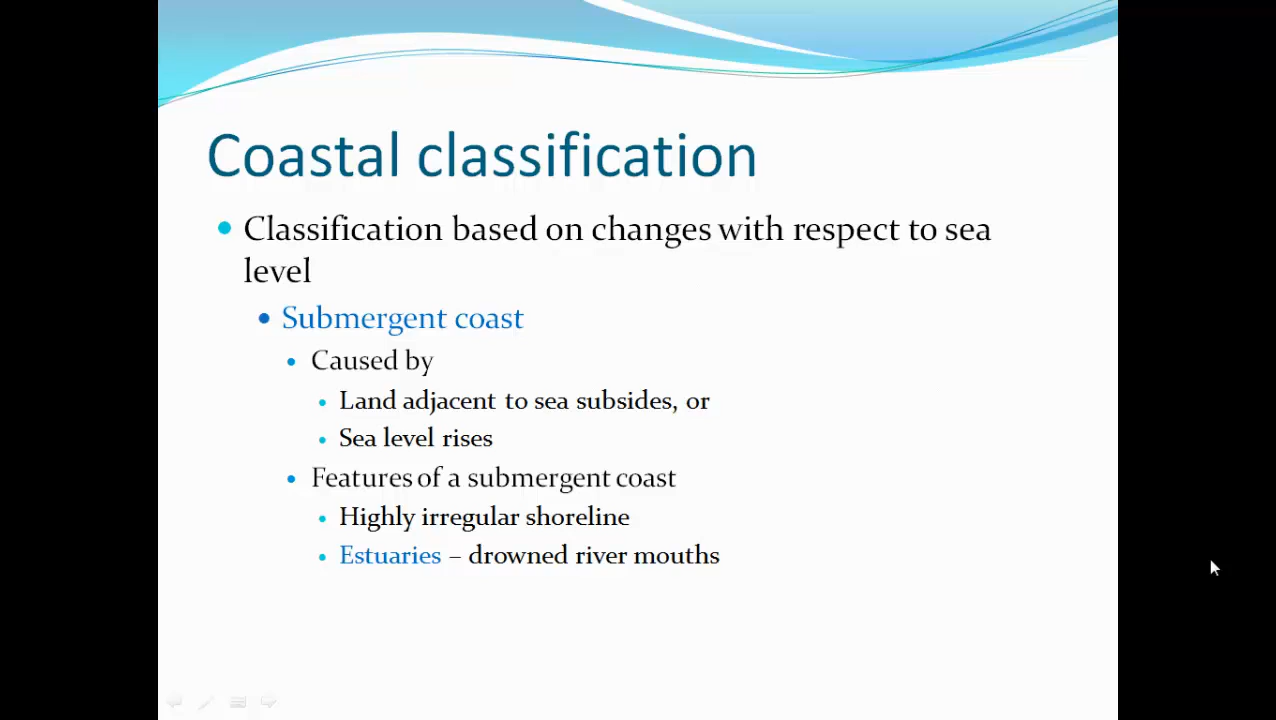 Coastal classification
Classification based on changes with respect to sea
level
Submergent coast
Caused by
Land adjacent to sea subsides, or
Sea level rises
Features of a submergent coast
Highly irregular shoreline
Estuaries – drowned river mouths